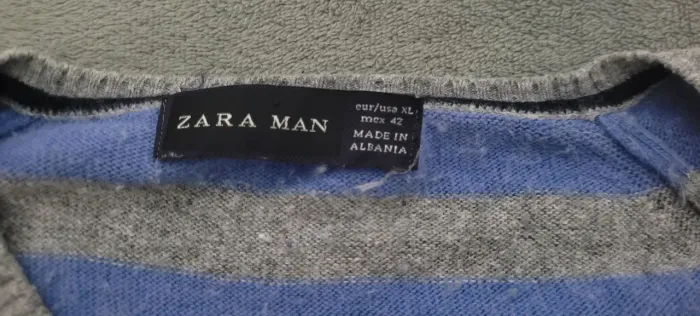 ZARA MAN
eur/usa XL
mex 42
MADE IN
ALBANIA